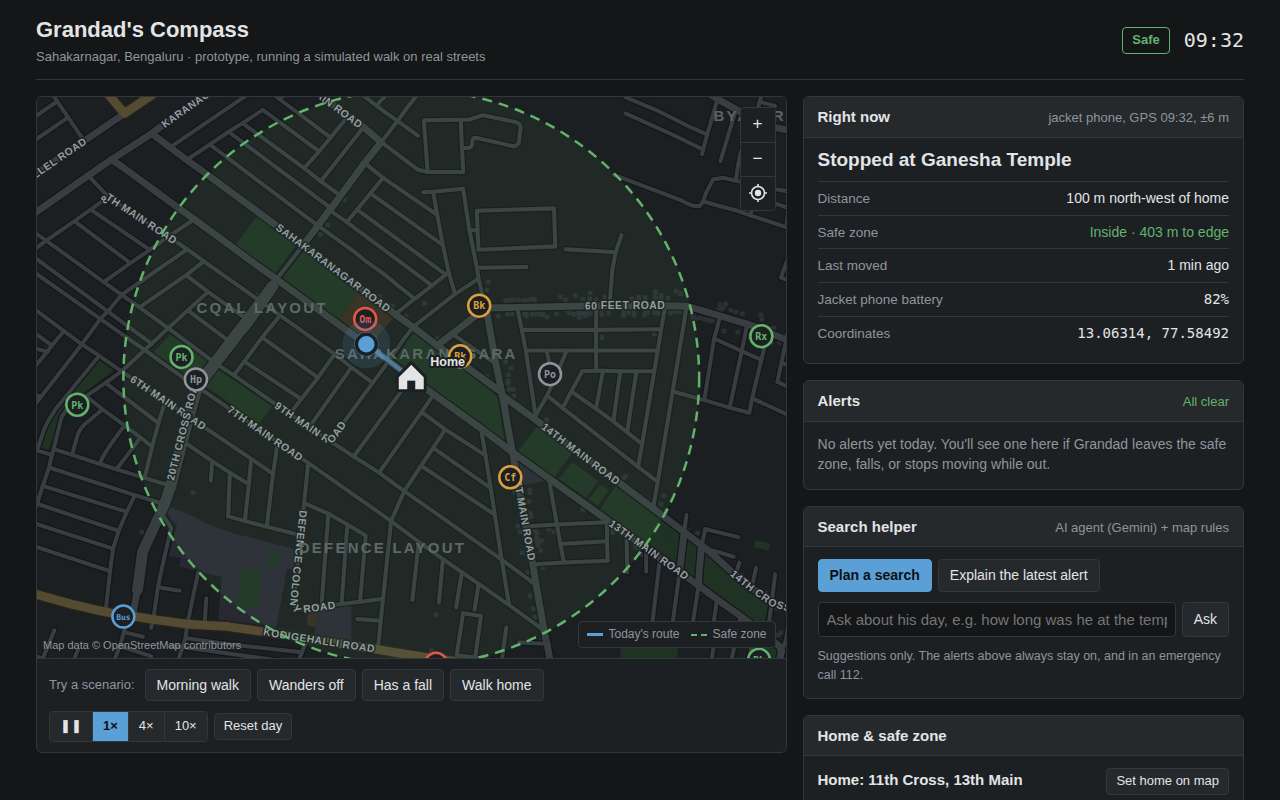 Grandad's Compass
Sahakarnagar, Bengaluru · prototype, running a simulated walk on real streets
Safe
09:32
KARANAG
IN ROAD
LLEL ROAD
8TH MAIN ROAD
SAHAKARANAGAR ROAD
COAL LAYOUT
Om
Bk
60 FEET ROAD
Rx
SAHAKARANAGARA
Bk
Home
Pk
Hp
Po
Pk
6TH MAIN ROAD
7TH MAIN ROAD
9TH MAIN ROAD
20TH CROSS RO
14TH MAIN ROAD
Cf
T MAIN ROAD
13TH MAIN ROAD
DEFENCE COLONY ROAD
DEFENCE LAYOUT
14TH CROSS
Bus
KODIGEHALLI ROAD
+
−
Map data © OpenStreetMap contributors
Today's route
Safe zone
Try a scenario:
Morning walk
Wanders off
Has a fall
Walk home
1×
4×
10×
Reset day
Right now
jacket phone, GPS 09:32, ±6 m
Stopped at Ganesha Temple
Distance
100 m north-west of home
Safe zone
Inside · 403 m to edge
Last moved
1 min ago
Jacket phone battery
82%
Coordinates
13.06314, 77.58492
Alerts
All clear
No alerts yet today. You'll see one here if Grandad leaves the safe
zone, falls, or stops moving while out.
Search helper
AI agent (Gemini) + map rules
Plan a search
Explain the latest alert
Ask about his day, e.g. how long was he at the temp
Ask
Suggestions only. The alerts above always stay on, and in an emergency
call 112.
Home & safe zone
Home: 11th Cross, 13th Main
Set home on map